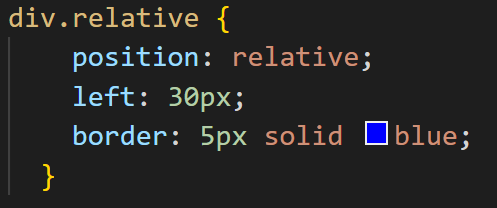 div.relative {
    position: relative;
    left: 30px;
    border: 5px solid blue;
  }